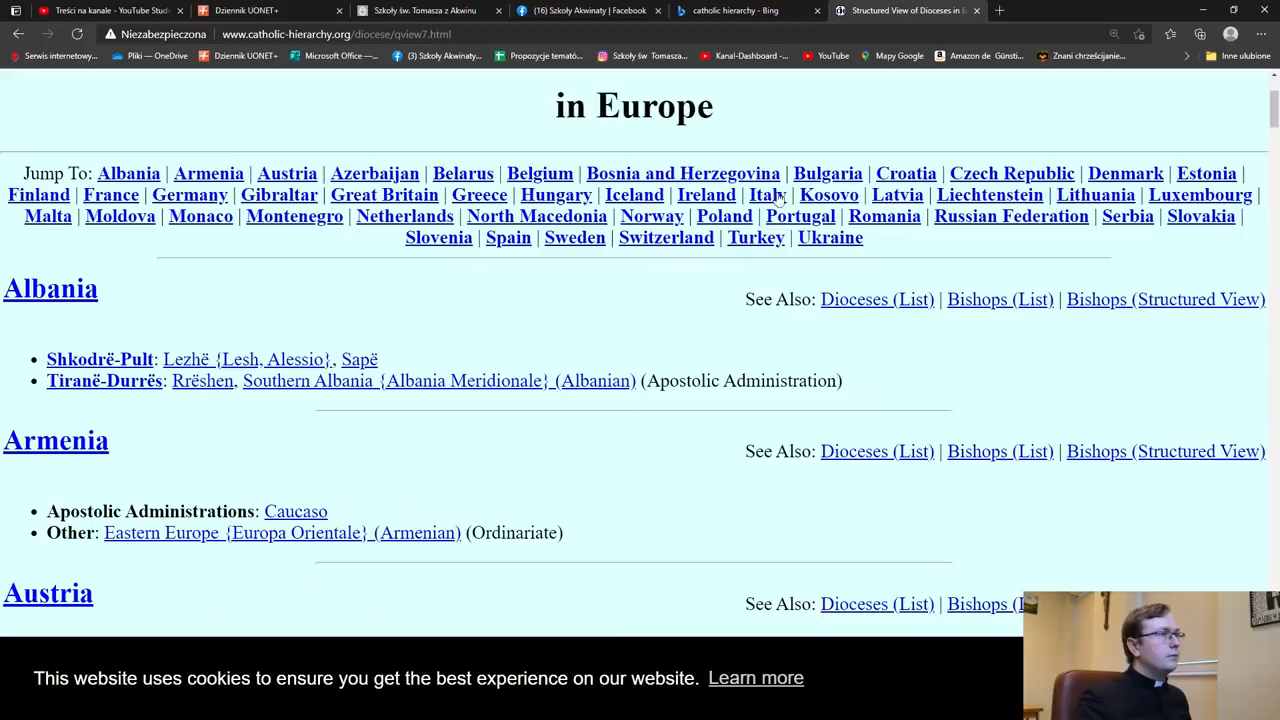 Treści na kanale - YouTube Stud
Dziennik UONET+
Szkoły św. Tomasza z Akwinu
(16) Szkoły Akwinaty | Facebook
catholic hierarchy - Bing
Structured View of Dioceses in E
Niezabezpieczona | www.catholic-hierarchy.org/diocese/qview7.html
Serwis internetowy...
Pliki — OneDrive
Dziennik UONET+
Microsoft Office —...
(3) Szkoły Akwinaty...
Propozycje temató...
Szkoły św Tomasza...
Kanal-Dashboard -...
YouTube
Mapy Google
Amazon de Günsti...
Znani chrześcijanie...
Inne ulubione
in Europe
Jump To: Albania | Armenia | Austria | Azerbaijan | Belarus | Belgium | Bosnia and Herzegovina | Bulgaria | Croatia | Czech Republic | Denmark | Estonia |
Finland | France | Germany | Gibraltar | Great Britain | Greece | Hungary | Iceland | Ireland | Italy | Kosovo | Latvia | Liechtenstein | Lithuania | Luxembourg |
Malta | Moldova | Monaco | Montenegro | Netherlands | North Macedonia | Norway | Poland | Portugal | Romania | Russian Federation | Serbia | Slovakia |
Slovenia | Spain | Sweden | Switzerland | Turkey | Ukraine
Albania
See Also: Dioceses (List) | Bishops (List) | Bishops (Structured View)
• Shkodrë-Pult: Lezhë {Lesh, Alessio}, Sapë
• Tiranë-Durrës: Rrëshen, Southern Albania {Albania Meridionale} (Albanian) (Apostolic Administration)
Armenia
See Also: Dioceses (List) | Bishops (List) | Bishops (Structured View)
• Apostolic Administrations: Caucaso
• Other: Eastern Europe {Europa Orientale} (Armenian) (Ordinariate)
Austria
See Also: Dioceses (List) | Bishops (
This website uses cookies to ensure you get the best experience on our website. Learn more